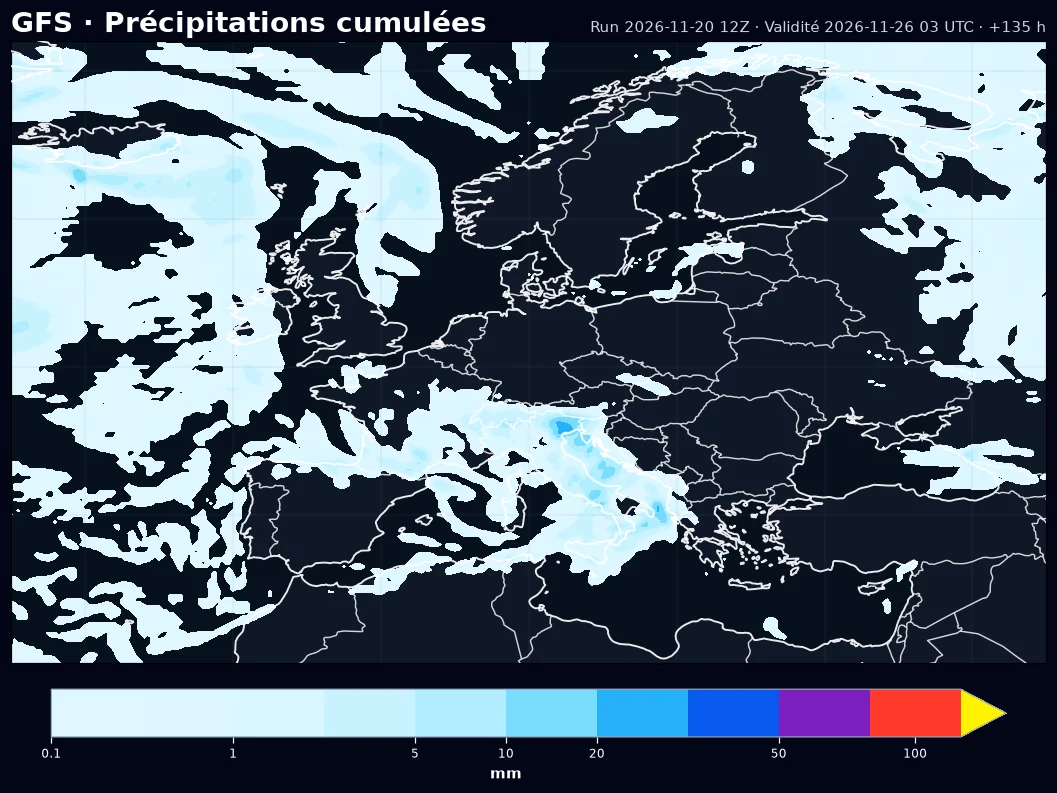 GFS · Précipitations cumulées
Run 2026-11-20 12Z · Validité 2026-11-26 03 UTC · +135 h
0.1 1 5 10 20 50 100
mm